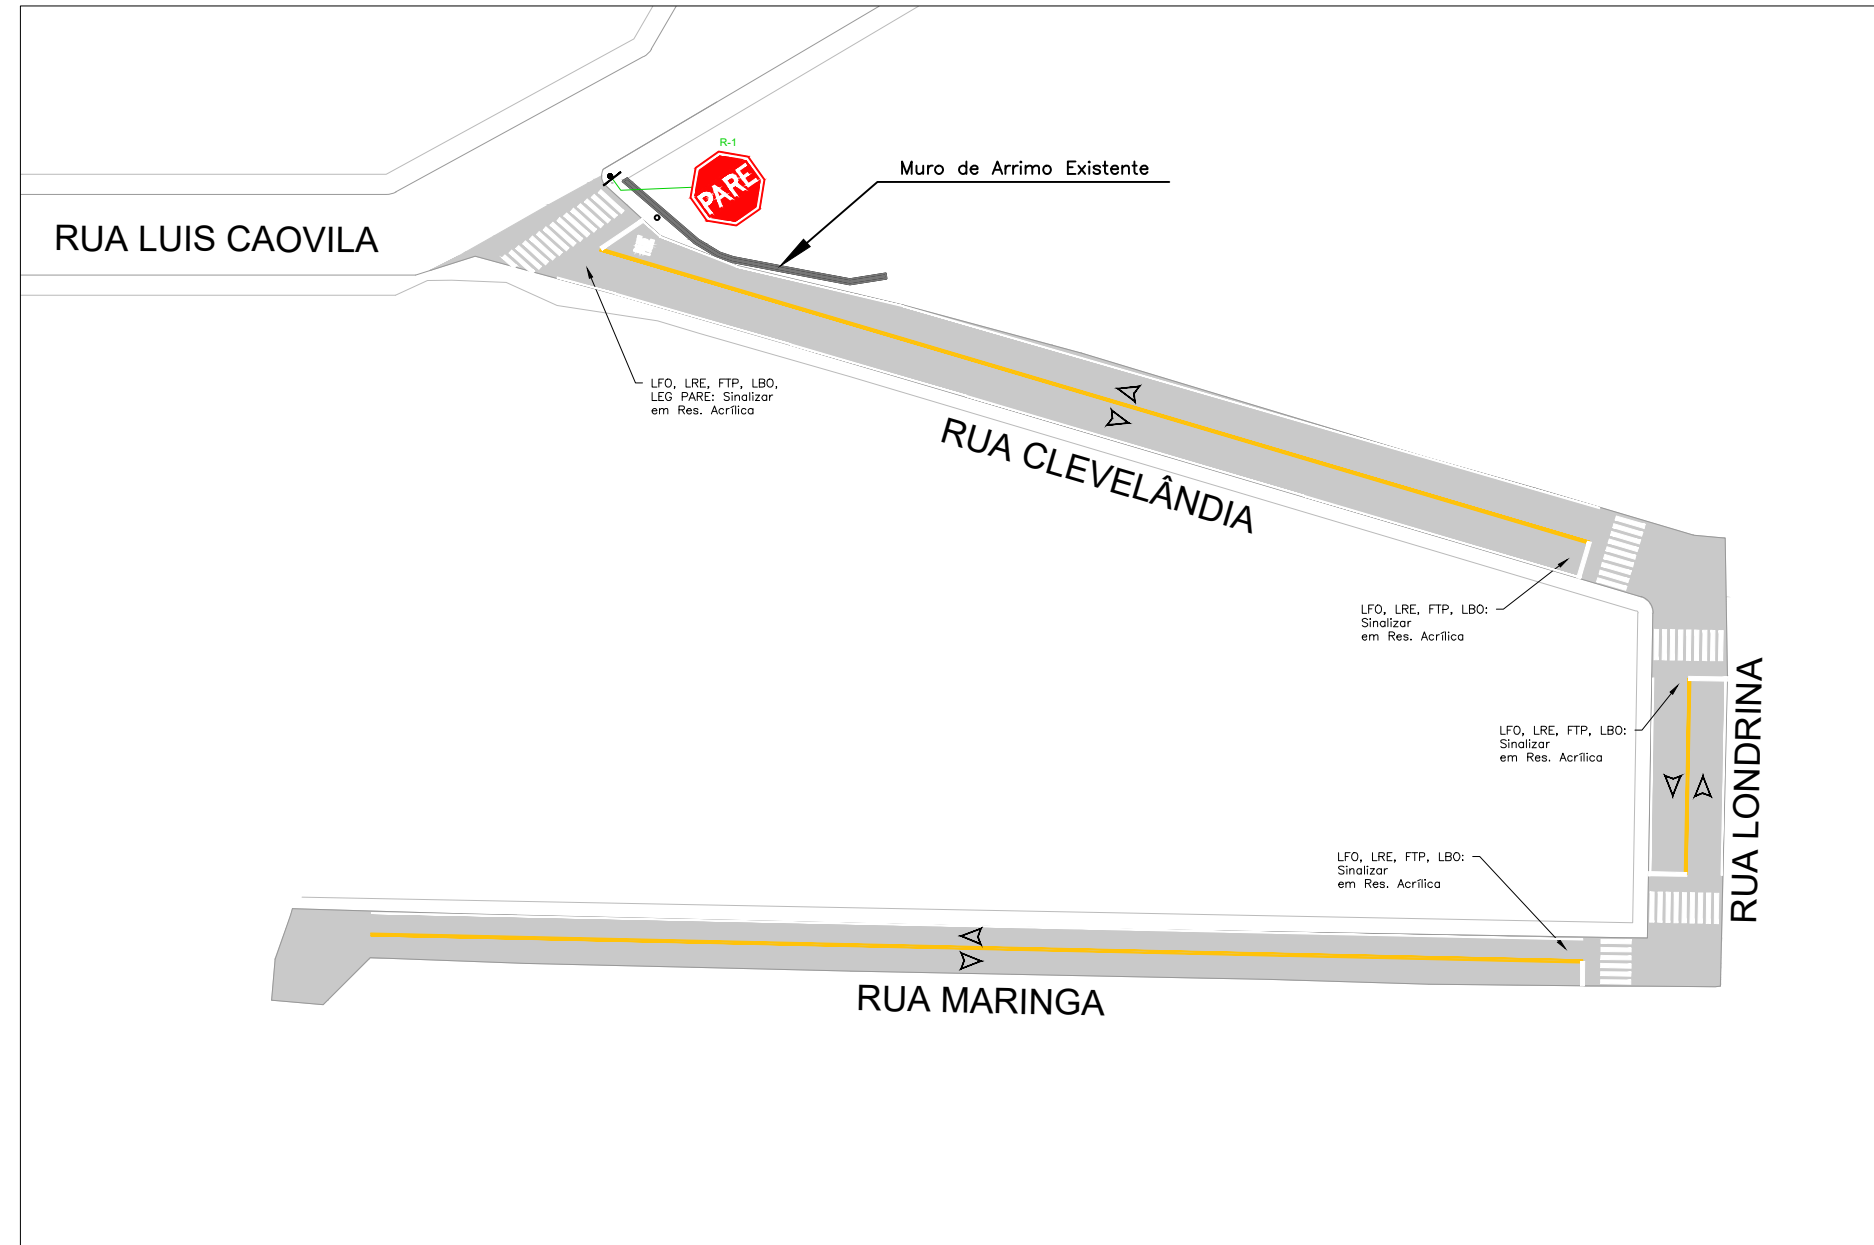 R-1
PARE
Muro de Arrimo Existente
RUA LUIS CAOVILA
LFO, LRE, FTP, LBO,
LEG PARE: Sinalizar
em Res. Acrílica
RUA CLEVELÂNDIA
LFO, LRE, FTP, LBO:
Sinalizar
em Res. Acrílica
LFO, LRE, FTP, LBO:
Sinalizar
em Res. Acrílica
RUA LONDRINA
LFO, LRE, FTP, LBO:
Sinalizar
em Res. Acrílica
RUA MARINGA